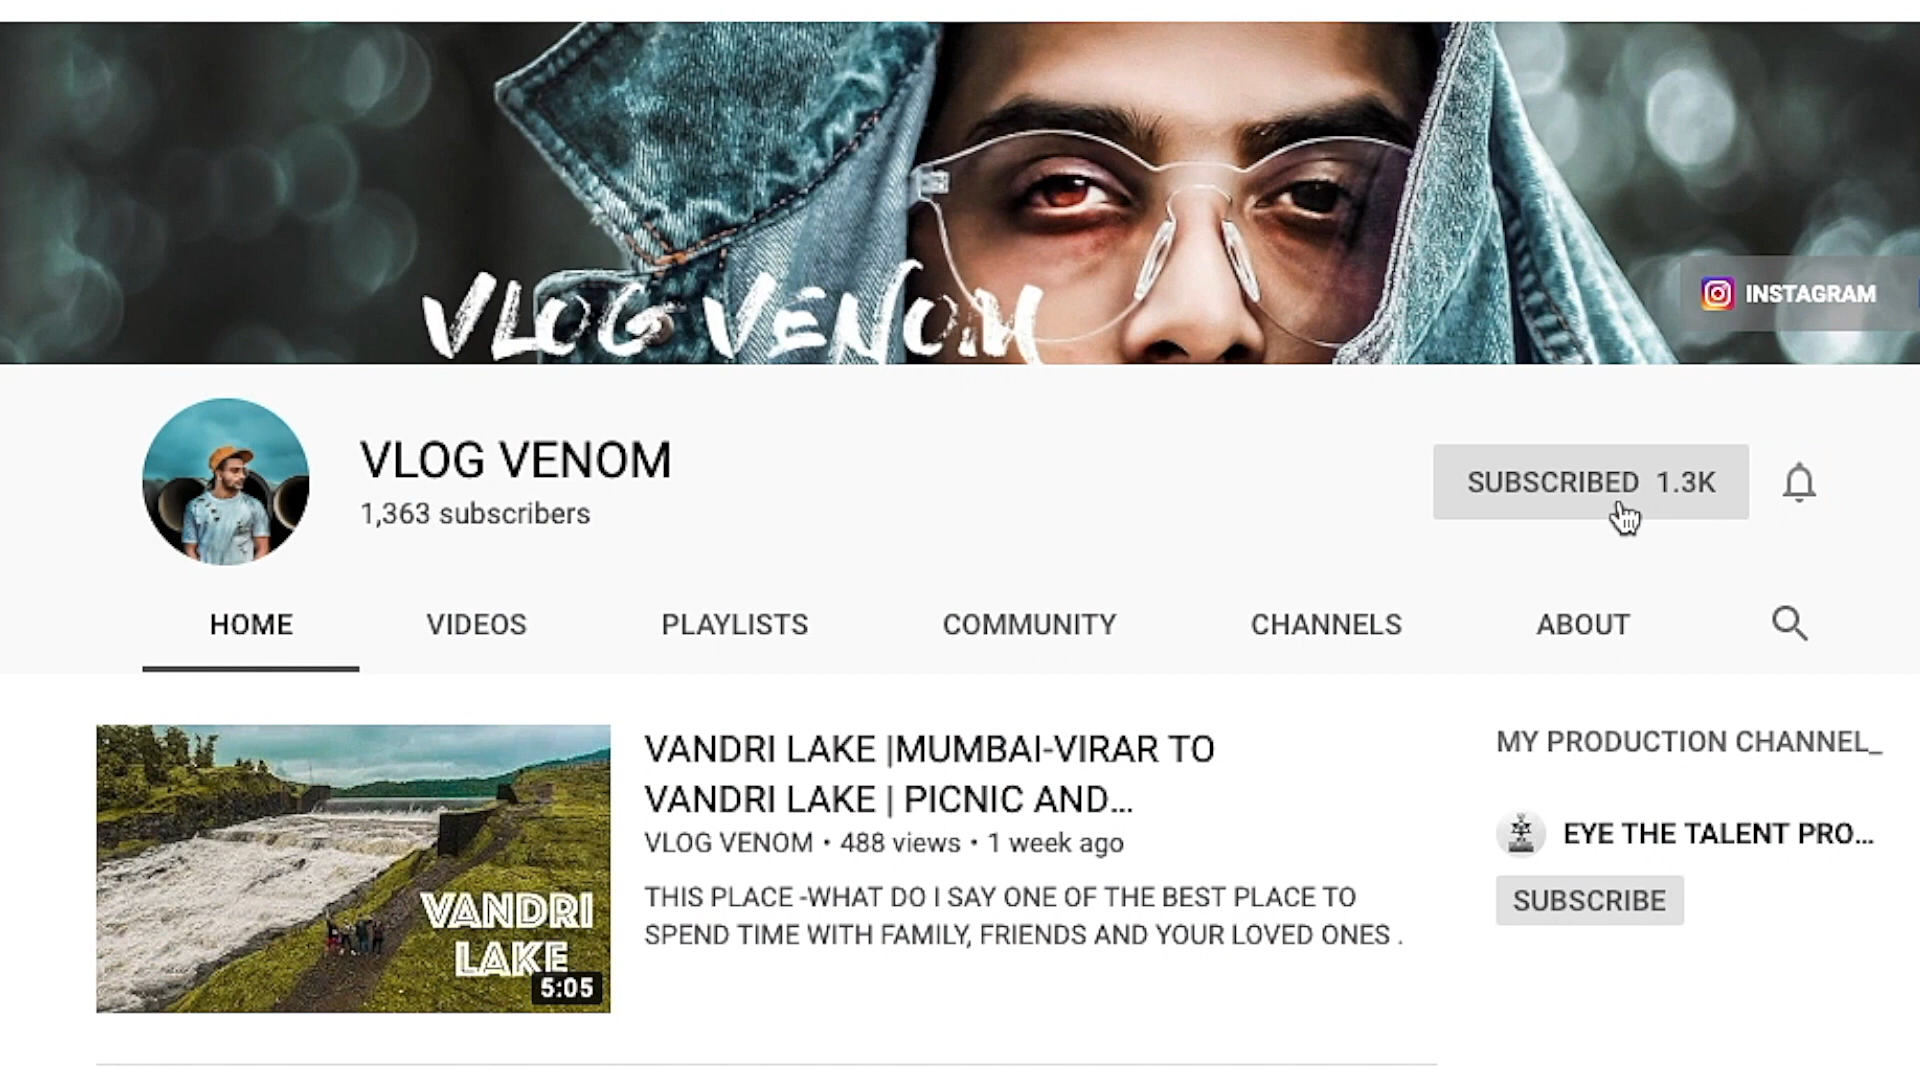 VLOG VENOM
INSTAGRAM
VLOG VENOM
1,363 subscribers
SUBSCRIBED 1.3K
HOME VIDEOS PLAYLISTS COMMUNITY CHANNELS ABOUT
VANDRI LAKE |MUMBAI-VIRAR TO
VANDRI LAKE | PICNIC AND...
VLOG VENOM • 488 views • 1 week ago
THIS PLACE -WHAT DO I SAY ONE OF THE BEST PLACE TO
SPEND TIME WITH FAMILY, FRIENDS AND YOUR LOVED ONES .
VANDRI
LAKE
5:05
MY PRODUCTION CHANNEL_
EYE THE TALENT PRO...
SUBSCRIBE